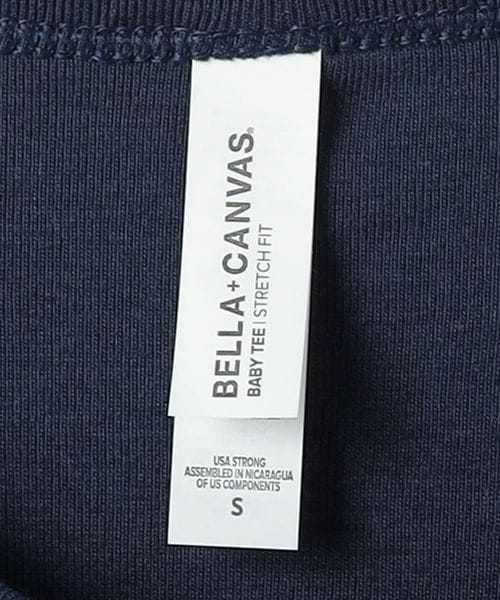 BELLA+CANVAS®
BABY TEE | STRETCH FIT
USA STRONG
ASSEMBLED IN NICARAGUA
OF US COMPONENTS
S